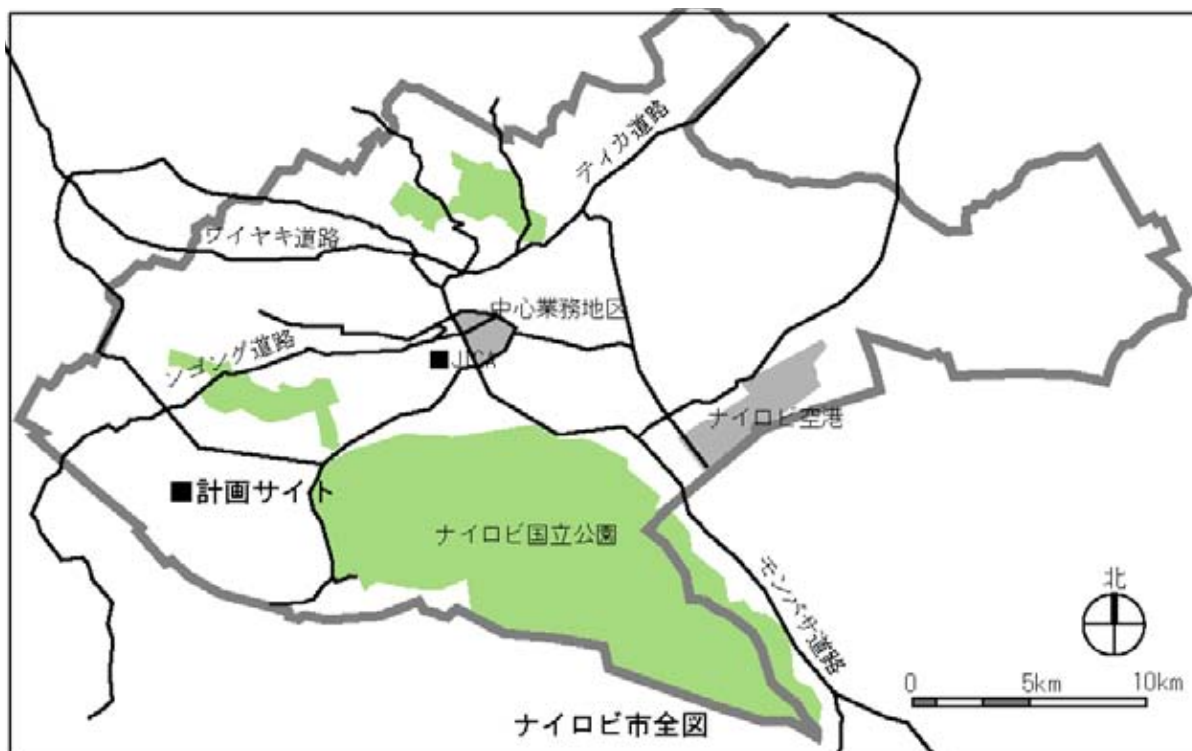 ティカ道路
ワイヤキ道路
中心業務地区
ンゴング道路
■JICA
ナイロビ空港
■計画サイト
ナイロビ国立公園
モンバサ道路
北
0 5km 10km
ナイロビ市全図